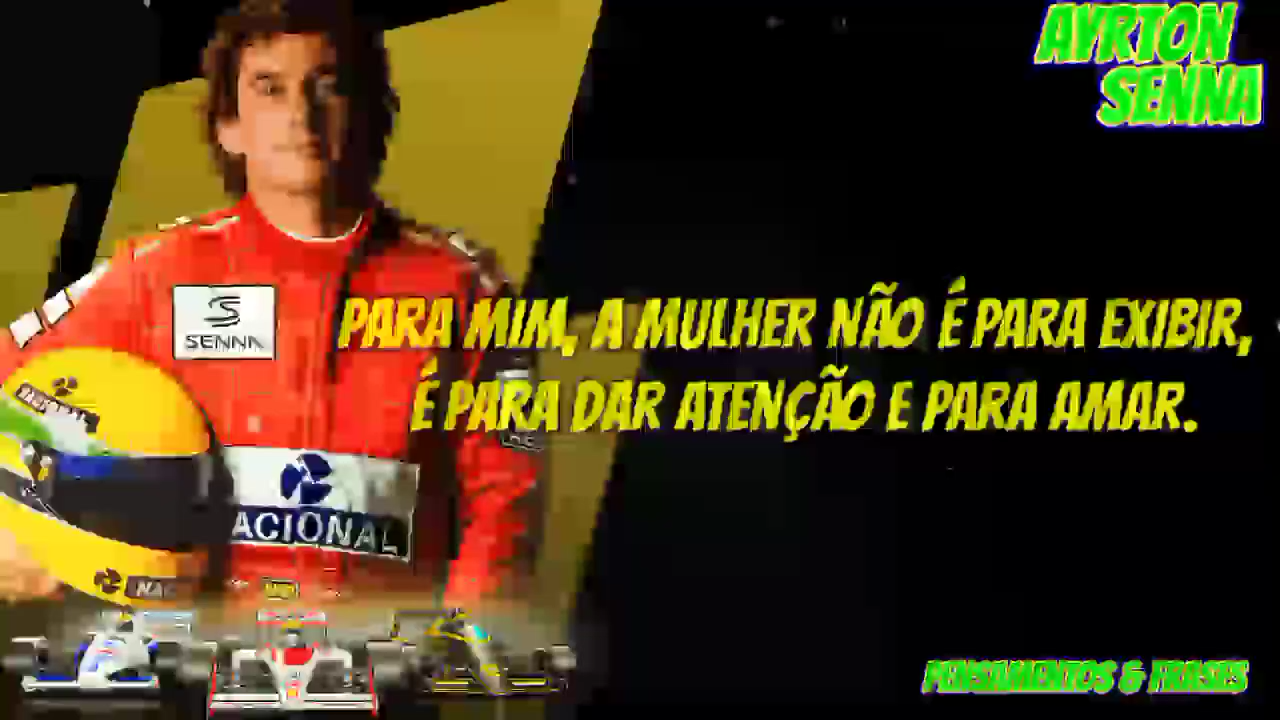 AYRTON
SENNA
SENNA
PARA MIM, A MULHER NÃO É PARA EXIBIR,
É PARA DAR ATENÇÃO E PARA AMAR.
NACIONAL
PENSAMENTOS & FRASES